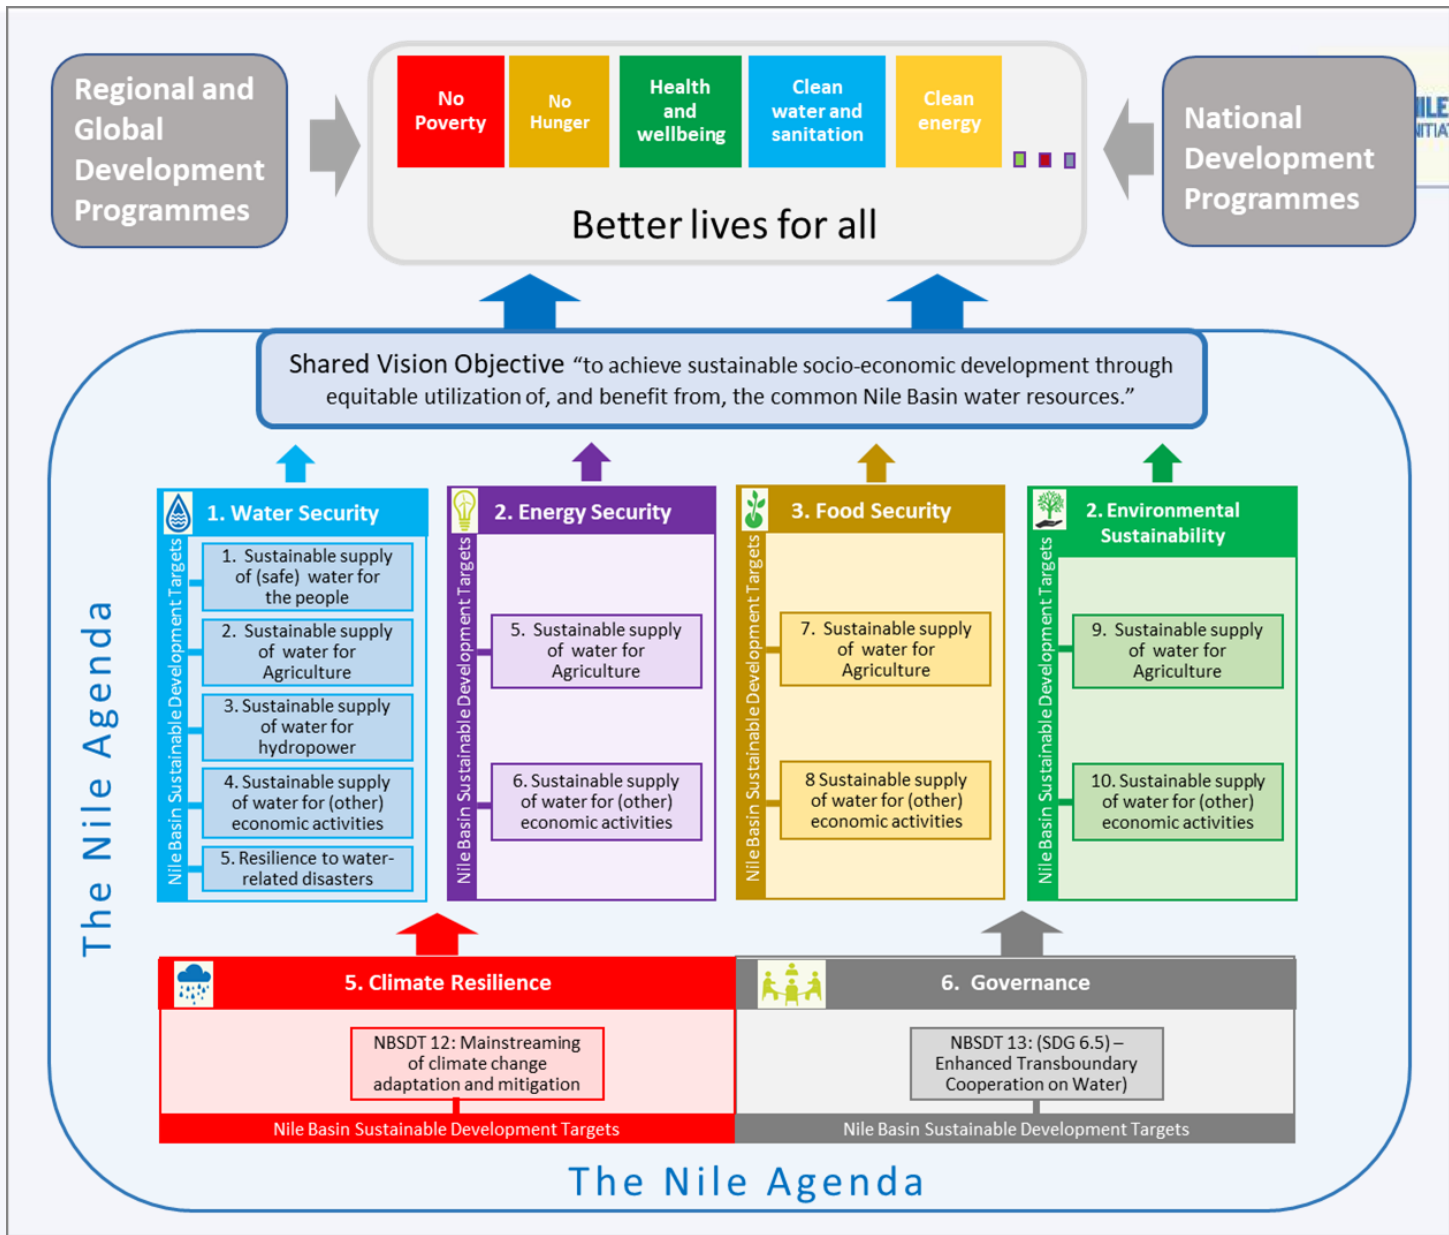 Regional and
Global
Development
Programmes
No
Poverty
No
Hunger
Health
and
wellbeing
Clean
water and
sanitation
Clean
energy
Better lives for all
National
Development
Programmes
Shared Vision Objective “to achieve sustainable socio-economic development through
equitable utilization of, and benefit from, the common Nile Basin water resources.”
The Nile Agenda
1. Water Security
Nile Basin Sustainable Development Targets
1. Sustainable supply
of (safe) water for
the people
2. Sustainable supply
of water for
Agriculture
3. Sustainable supply
of water for
hydropower
4. Sustainable supply
of water for (other)
economic activities
5. Resilience to water-
related disasters
2. Energy Security
Nile Basin Sustainable Development Targets
5. Sustainable supply
of water for
Agriculture
6. Sustainable supply
of water for (other)
economic activities
3. Food Security
Nile Basin Sustainable Development Targets
7. Sustainable supply
of water for
Agriculture
8 Sustainable supply
of water for (other)
economic activities
2. Environmental
Sustainability
Nile Basin Sustainable Development Targets
9. Sustainable supply
of water for
Agriculture
10. Sustainable supply
of water for (other)
economic activities
5. Climate Resilience
NBSDT 12: Mainstreaming
of climate change
adaptation and mitigation
Nile Basin Sustainable Development Targets
6. Governance
NBSDT 13: (SDG 6.5) –
Enhanced Transboundary
Cooperation on Water)
Nile Basin Sustainable Development Targets
The Nile Agenda